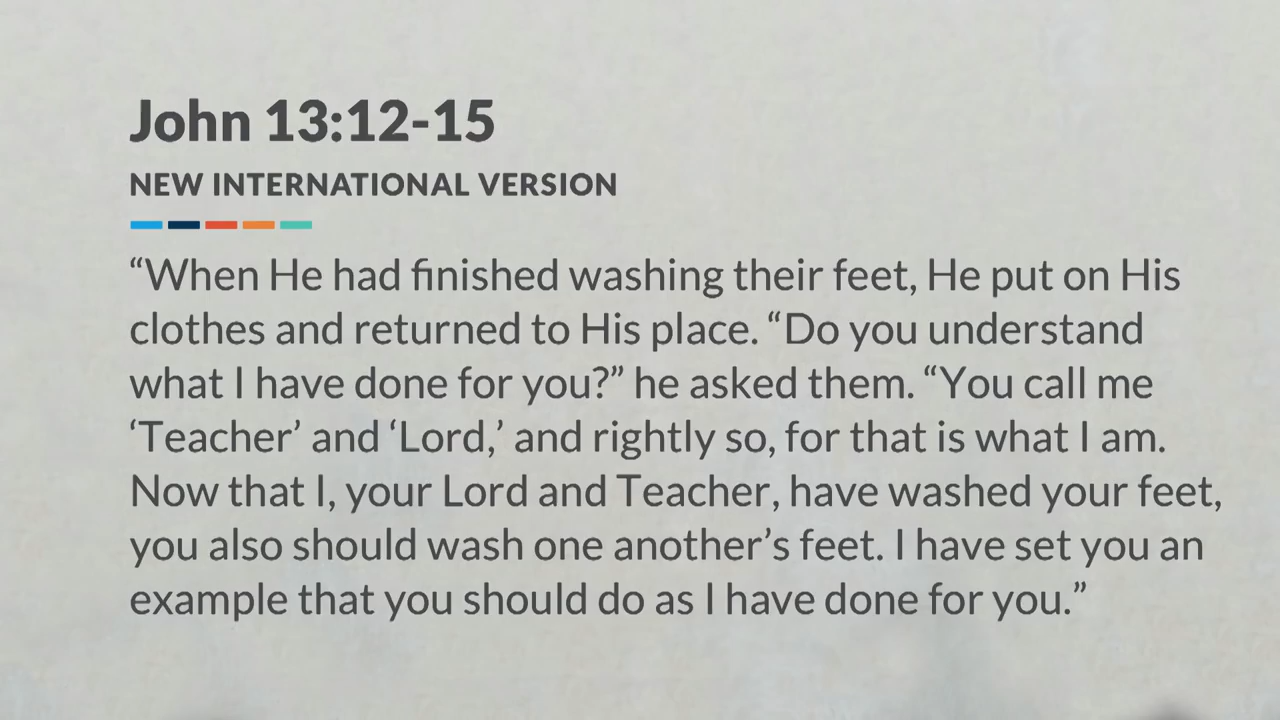 John 13:12-15
NEW INTERNATIONAL VERSION
“When He had finished washing their feet, He put on His
clothes and returned to His place. “Do you understand
what I have done for you?” he asked them. “You call me
‘Teacher’ and ‘Lord,’ and rightly so, for that is what I am.
Now that I, your Lord and Teacher, have washed your feet,
you also should wash one another’s feet. I have set you an
example that you should do as I have done for you.”